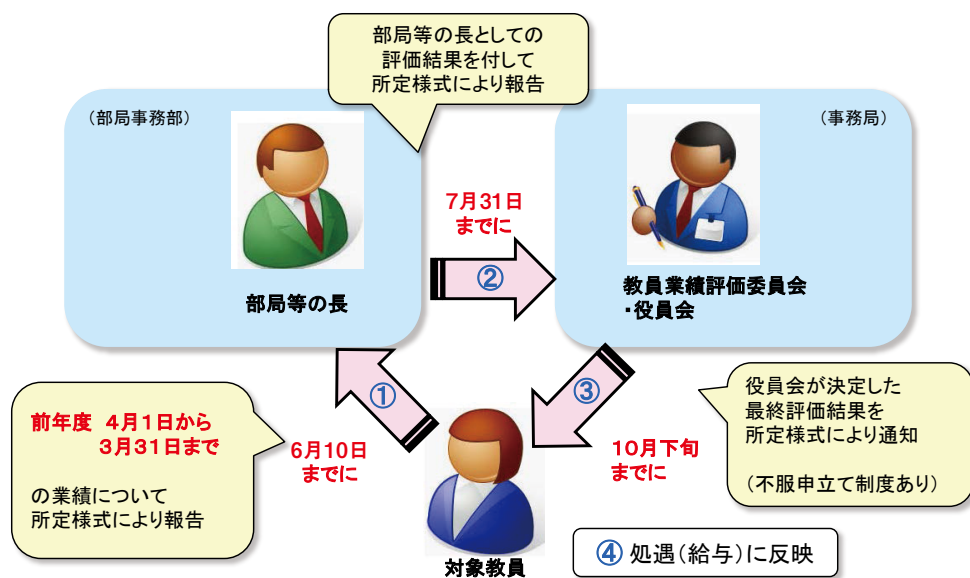 部局等の長としての
評価結果を付して
所定様式により報告
(部局事務部)
(事務局)
7月31日
までに
②
部局等の長
教員業績評価委員会
・役員会
①
③
前年度 4月1日から
3月31日まで
の業績について
所定様式により報告
6月10日
までに
10月下旬
までに
役員会が決定した
最終評価結果を
所定様式により通知
(不服申立て制度あり)
対象教員
④ 処遇(給与)に反映